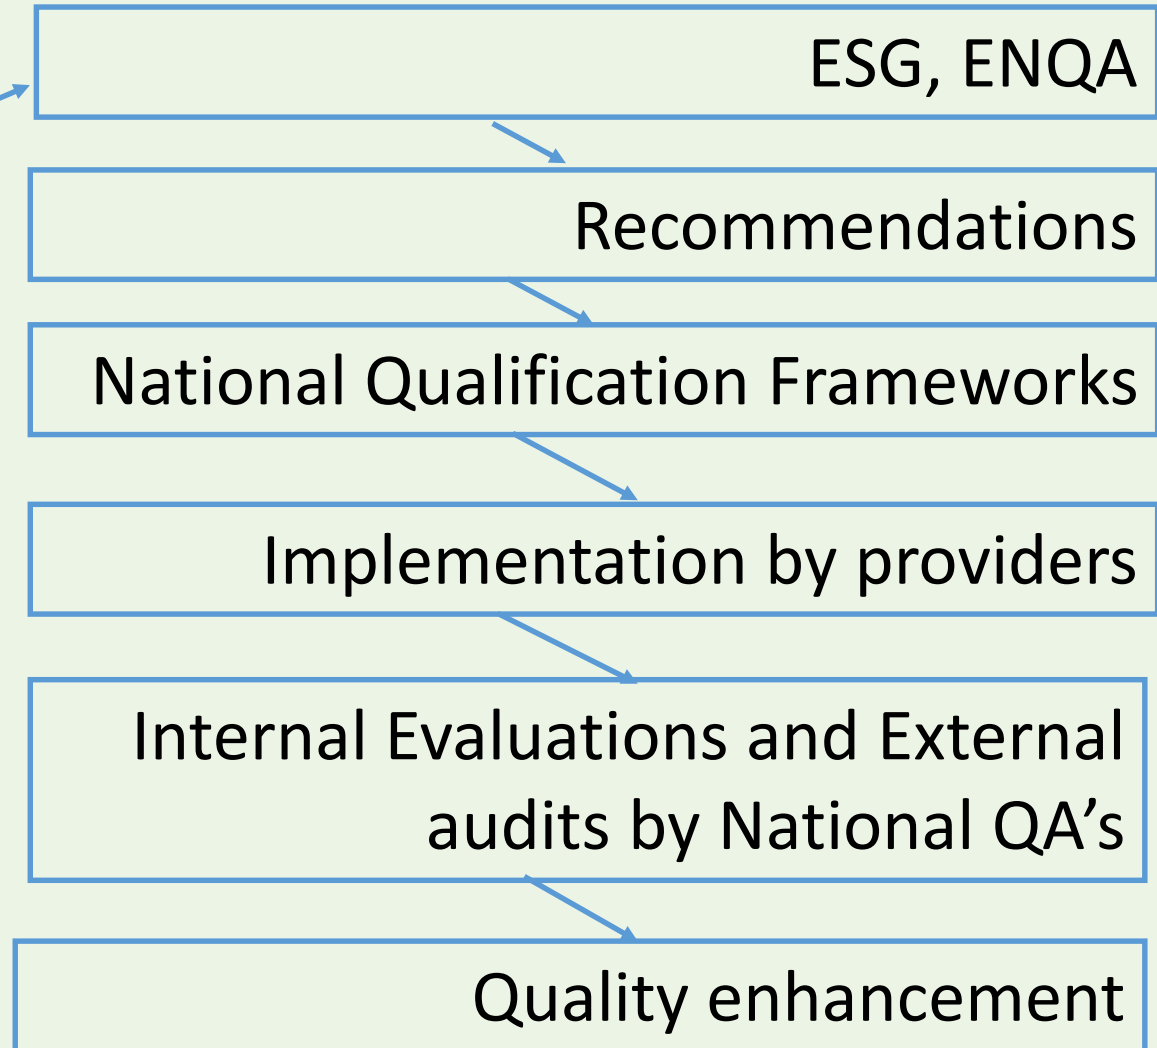 ESG, ENQA
Recommendations
National Qualification Frameworks
Implementation by providers
Internal Evaluations and External
audits by National QA’s
Quality enhancement